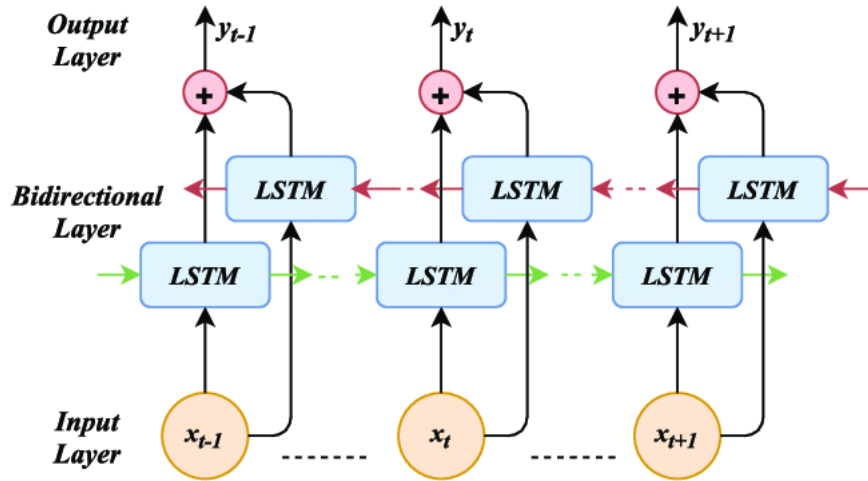 Output
Layer
y_{t-1}
y_t
y_{t+1}
+
+
+
Bidirectional
Layer
LSTM
LSTM
LSTM
LSTM
LSTM
LSTM
Input
Layer
x_{t-1}
x_t
x_{t+1}